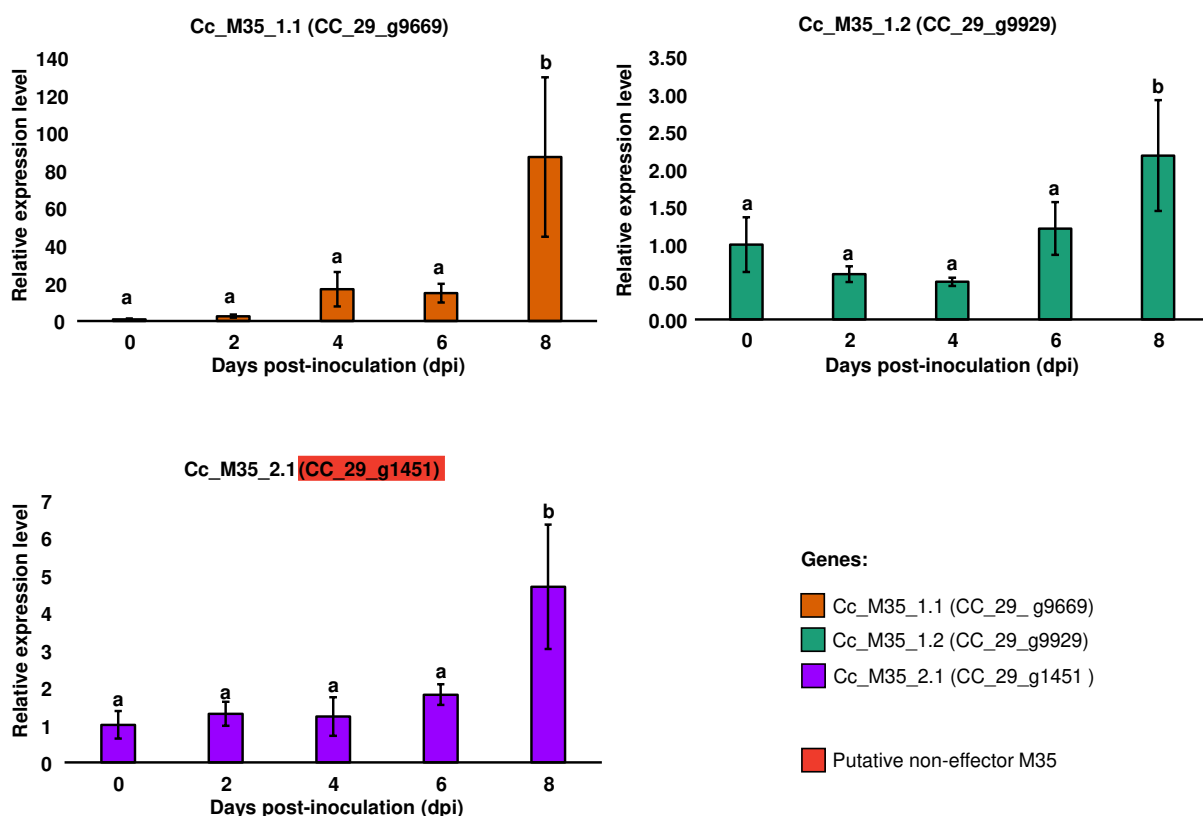 Cc_M35_1.1 (CC_29_g9669)
Relative expression level
140
120
100
80
60
40
20
0
a
a
a
a
b
0 2 4 6 8
Days post-inoculation (dpi)
Cc_M35_1.2 (CC_29_g9929)
Relative expression level
3.50
3.00
2.50
2.00
1.50
1.00
0.50
0.00
a
a
a
a
b
0 2 4 6 8
Days post-inoculation (dpi)
Cc_M35_2.1 (CC_29_g1451)
Relative expression level
7
6
5
4
3
2
1
0
a
a
a
a
b
0 2 4 6 8
Days post-inoculation (dpi)
Genes:
Cc_M35_1.1 (CC_29_ g9669)
Cc_M35_1.2 (CC_29_g9929)
Cc_M35_2.1 (CC_29_g1451 )
Putative non-effector M35